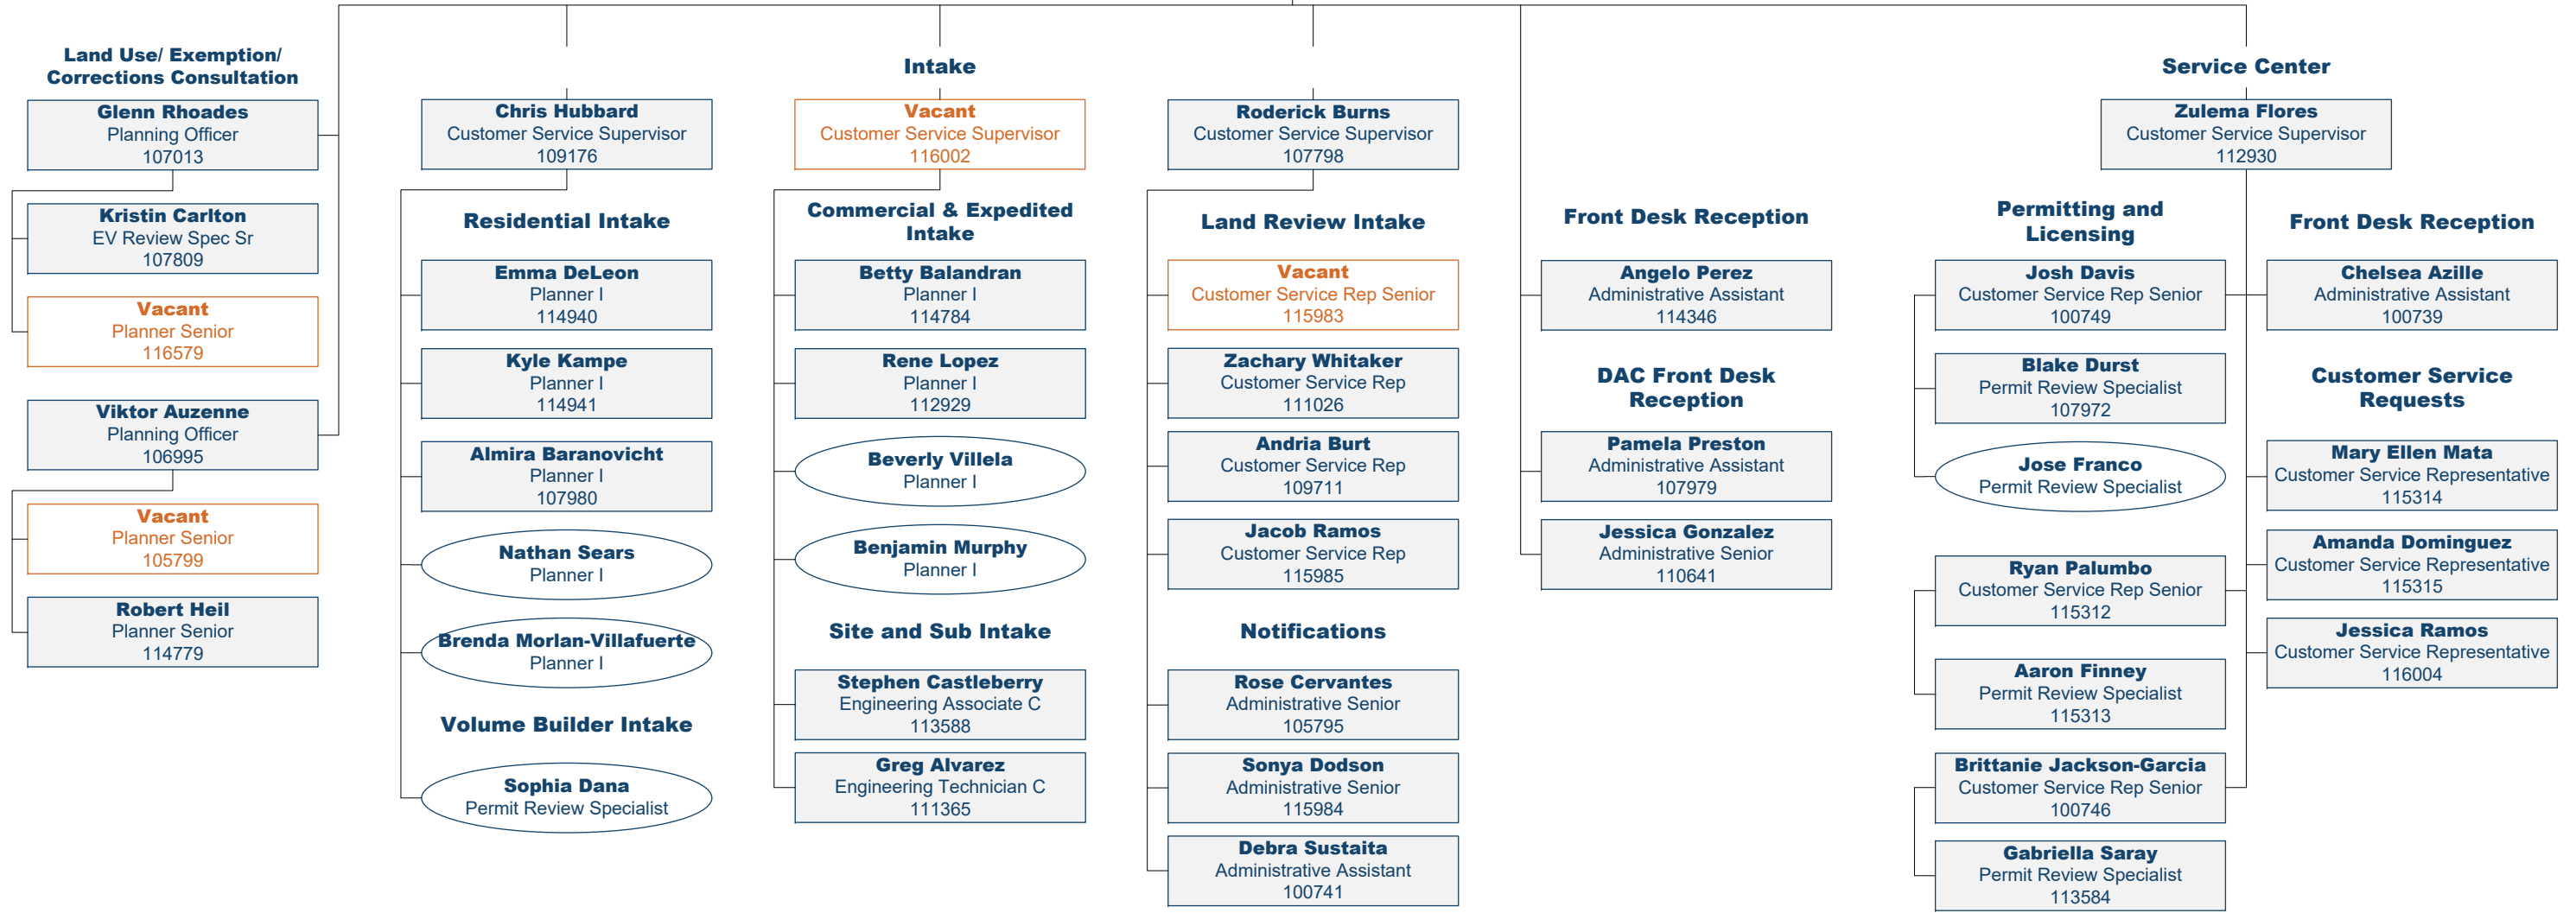 Land Use/ Exemption/
Corrections Consultation
Glenn Rhoades
Planning Officer
107013
Kristin Carlton
EV Review Spec Sr
107809
Vacant
Planner Senior
116579
Viktor Auzenne
Planning Officer
106995
Vacant
Planner Senior
105799
Robert Heil
Planner Senior
114779
Intake
Chris Hubbard
Customer Service Supervisor
109176
Residential Intake
Emma DeLeon
Planner I
114940
Kyle Kampe
Planner I
114941
Almira Baranovicht
Planner I
107980
Nathan Sears
Planner I
Brenda Morlan-Villafuerte
Planner I
Volume Builder Intake
Sophia Dana
Permit Review Specialist
Vacant
Customer Service Supervisor
116002
Commercial & Expedited
Intake
Betty Balandran
Planner I
114784
Rene Lopez
Planner I
112929
Beverly Villela
Planner I
Benjamin Murphy
Planner I
Site and Sub Intake
Stephen Castleberry
Engineering Associate C
113588
Greg Alvarez
Engineering Technician C
111365
Roderick Burns
Customer Service Supervisor
107798
Land Review Intake
Vacant
Customer Service Rep Senior
115983
Zachary Whitaker
Customer Service Rep
111026
Andria Burt
Customer Service Rep
109711
Jacob Ramos
Customer Service Rep
115985
Notifications
Rose Cervantes
Administrative Senior
105795
Sonya Dodson
Administrative Senior
115984
Debra Sustaita
Administrative Assistant
100741
Front Desk Reception
Angelo Perez
Administrative Assistant
114346
DAC Front Desk
Reception
Pamela Preston
Administrative Assistant
107979
Jessica Gonzalez
Administrative Senior
110641
Service Center
Zulema Flores
Customer Service Supervisor
112930
Permitting and
Licensing
Josh Davis
Customer Service Rep Senior
100749
Blake Durst
Permit Review Specialist
107972
Jose Franco
Permit Review Specialist
Ryan Palumbo
Customer Service Rep Senior
115312
Aaron Finney
Permit Review Specialist
115313
Brittanie Jackson-Garcia
Customer Service Rep Senior
100746
Gabriella Saray
Permit Review Specialist
113584
Front Desk Reception
Chelsea Azille
Administrative Assistant
100739
Customer Service
Requests
Mary Ellen Mata
Customer Service Representative
115314
Amanda Dominguez
Customer Service Representative
115315
Jessica Ramos
Customer Service Representative
116004